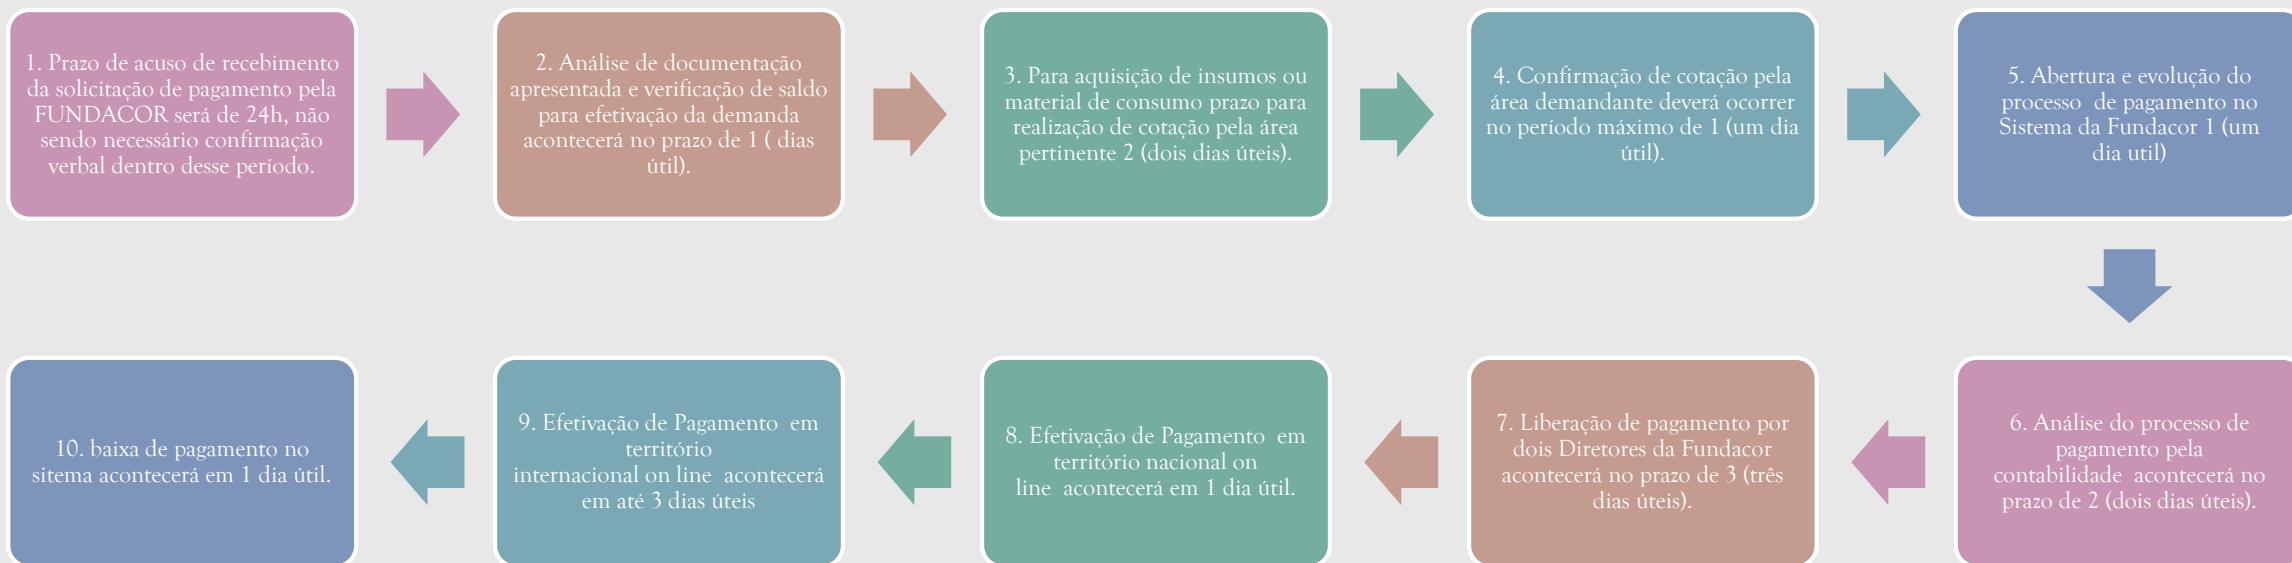 1. Prazo de acuso de recebimento
da solicitação de pagamento pela
FUNDACOR será de 24h, não
sendo necessário confirmação
verbal dentro desse período.
2. Análise de documentação
apresentada e verificação de saldo
para efetivação da demanda
acontecerá no prazo de 1 ( dias
útil).
3. Para aquisição de insumos ou
material de consumo prazo para
realização de cotação pela área
pertinente 2 (dois dias úteis).
4. Confirmação de cotação pela
área demandante deverá ocorrer
no período máximo de 1 (um dia
útil).
5. Abertura e evolução do
processo de pagamento no
Sistema da Fundacor 1 (um
dia util)
6. Análise do processo de
pagamento pela
contabilidade acontecerá no
prazo de 2 (dois dias úteis).
7. Liberação de pagamento por
dois Diretores da Fundacor
acontecerá no prazo de 3 (três
dias úteis).
8. Efetivação de Pagamento em
território nacional on
line acontecerá em 1 dia útil.
9. Efetivação de Pagamento em
território
internacional on line acontecerá
em até 3 dias úteis
10. baixa de pagamento no
sitema acontecerá em 1 dia útil.